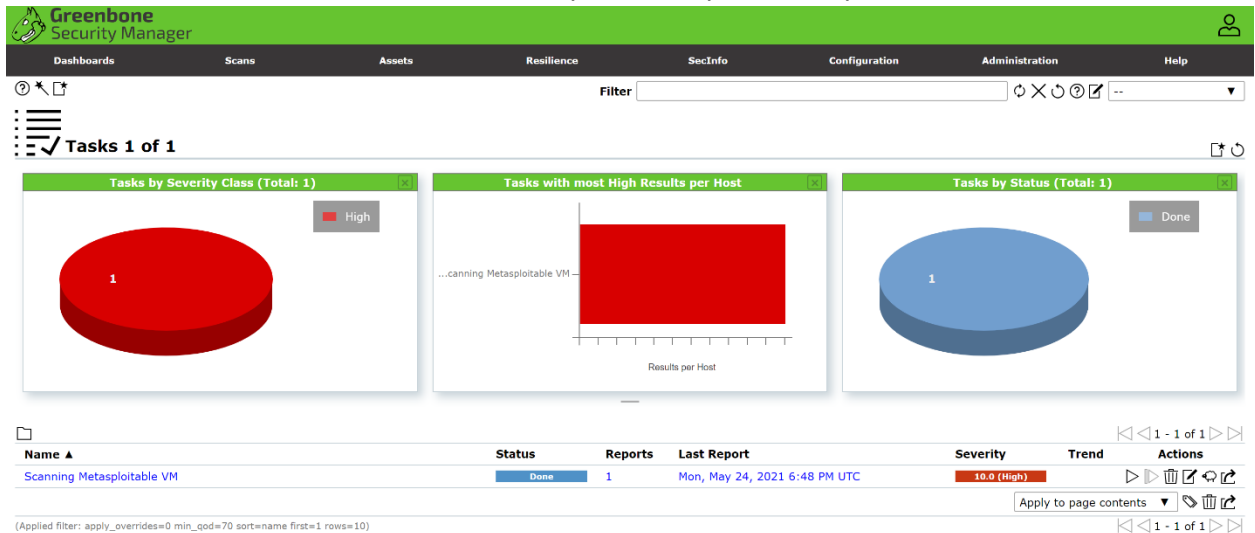 Greenbone
Security Manager
Dashboards Scans Assets Resilience SecInfo Configuration Administration Help
Filter --
Tasks 1 of 1
Tasks by Severity Class (Total: 1)
High
1
Tasks with most High Results per Host
...canning Metasploitable VM
Results per Host
Tasks by Status (Total: 1)
Done
1
1 - 1 of 1
Name ▲ Status Reports Last Report Severity Trend Actions
Scanning Metasploitable VM Done 1 Mon, May 24, 2021 6:48 PM UTC 10.0 (High)
Apply to page contents ▼
(Applied filter: apply_overrides=0 min_qod=70 sort=name first=1 rows=10) 1 - 1 of 1